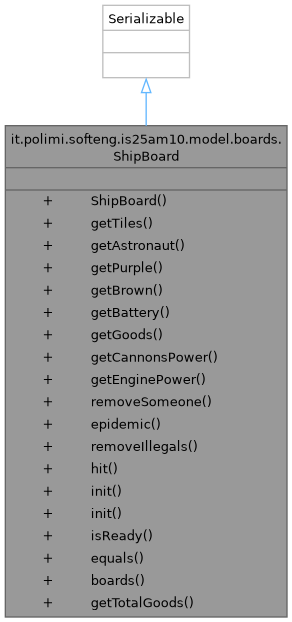 Serializable
it.polimi.softeng.is25am10.model.boards.
ShipBoard
+ ShipBoard()
+ getTiles()
+ getAstronaut()
+ getPurple()
+ getBrown()
+ getBattery()
+ getGoods()
+ getCannonsPower()
+ getEnginePower()
+ removeSomeone()
+ epidemic()
+ removeIllegals()
+ hit()
+ init()
+ init()
+ isReady()
+ equals()
+ boards()
+ getTotalGoods()